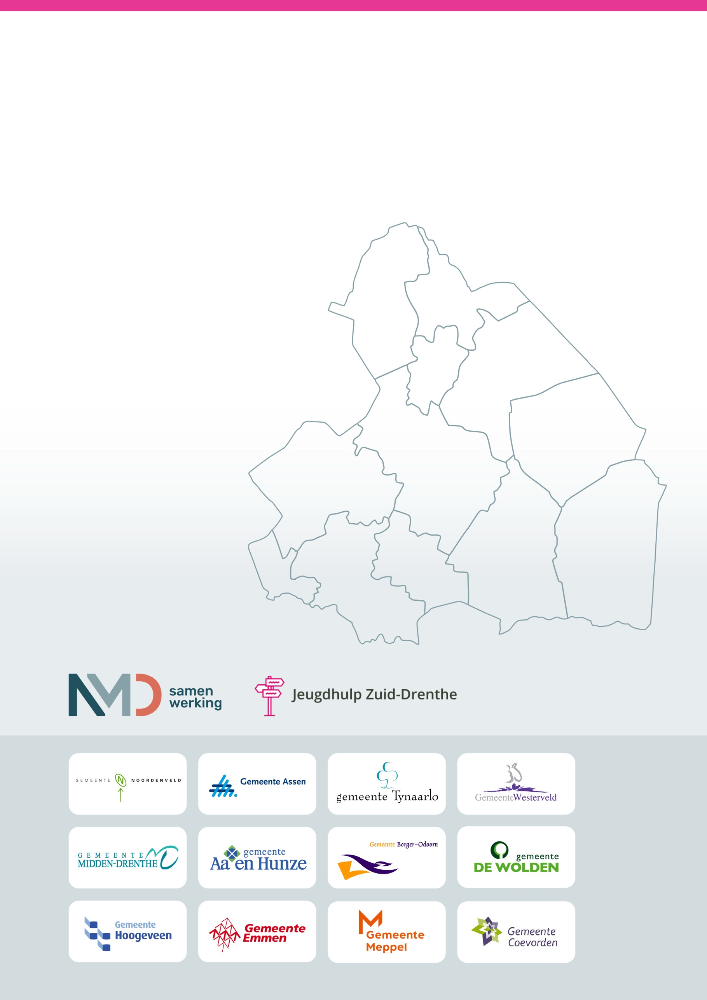 NMD
samen
werking
Jeugdhulp Zuid-Drenthe
GEMEENTE N NOORDENVELD
Gemeente Assen
gemeente Tynaarlo
GemeenteWesterveld
GEMEENTE
MIDDEN-DRENTHE
gemeente
Aa en Hunze
Gemeente Borger-Odoorn
gemeente
DE WOLDEN
Gemeente
Hoogeveen
Gemeente
Emmen
M
Gemeente
Meppel
Gemeente
Coevorden